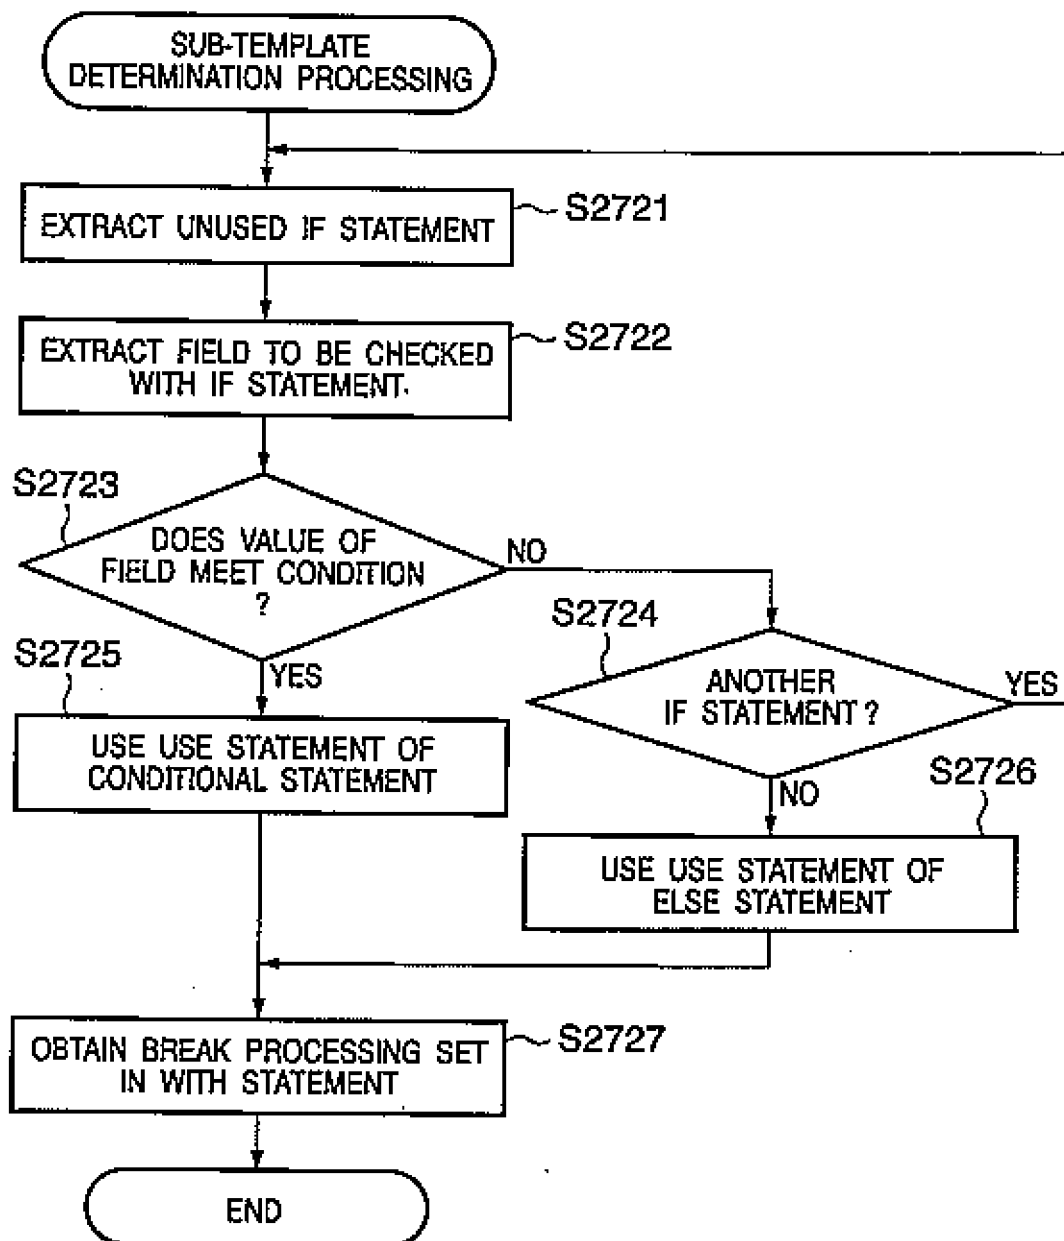 SUB-TEMPLATE
DETERMINATION PROCESSING
EXTRACT UNUSED IF STATEMENT
S2721
EXTRACT FIELD TO BE CHECKED
WITH IF STATEMENT.
S2722
S2723
DOES VALUE OF
FIELD MEET CONDITION
?
NO
YES
S2724
ANOTHER
IF STATEMENT?
YES
NO
S2725
USE USE STATEMENT OF
CONDITIONAL STATEMENT
S2726
USE USE STATEMENT OF
ELSE STATEMENT
OBTAIN BREAK PROCESSING SET
IN WITH STATEMENT
S2727
END